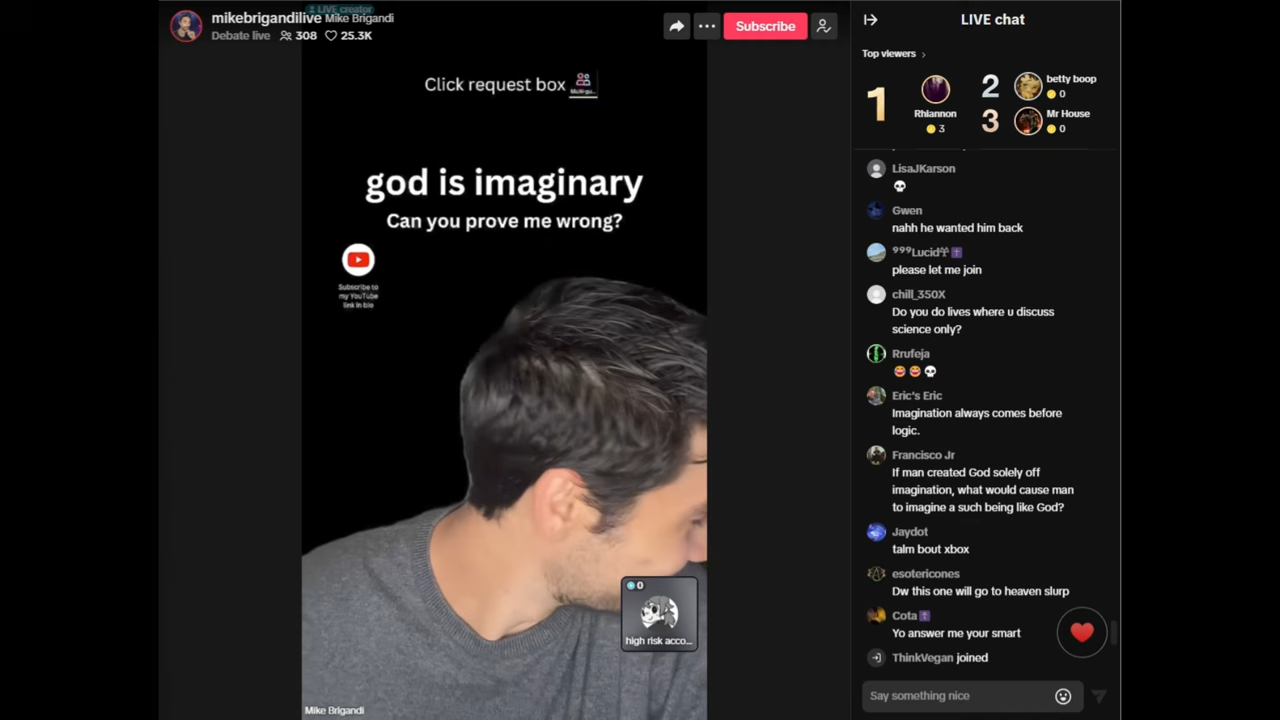 LIVE creator
mikebrigandilive Mike Brigandi
Debate live 308 25.3K
Subscribe
Click request box
god is imaginary
Can you prove me wrong?
Subscribe to
my YouTube
link in bio
0
high risk acco...
Mike Brigandi
LIVE chat
Top viewers
1
Rhiannon
3
2
betty boop
0
3
Mr House
0
LisaJKarson
Gwen
nahh he wanted him back
⁹⁹⁹Lucid
please let me join
chill_350X
Do you do lives where u discuss
science only?
Rrufeja
Eric's Eric
Imagination always comes before
logic.
Francisco Jr
If man created God solely off
imagination, what would cause man
to imagine a such being like God?
Jaydot
talm bout xbox
esotericones
Dw this one will go to heaven slurp
Cota
Yo answer me your smart
ThinkVegan joined
Say something nice